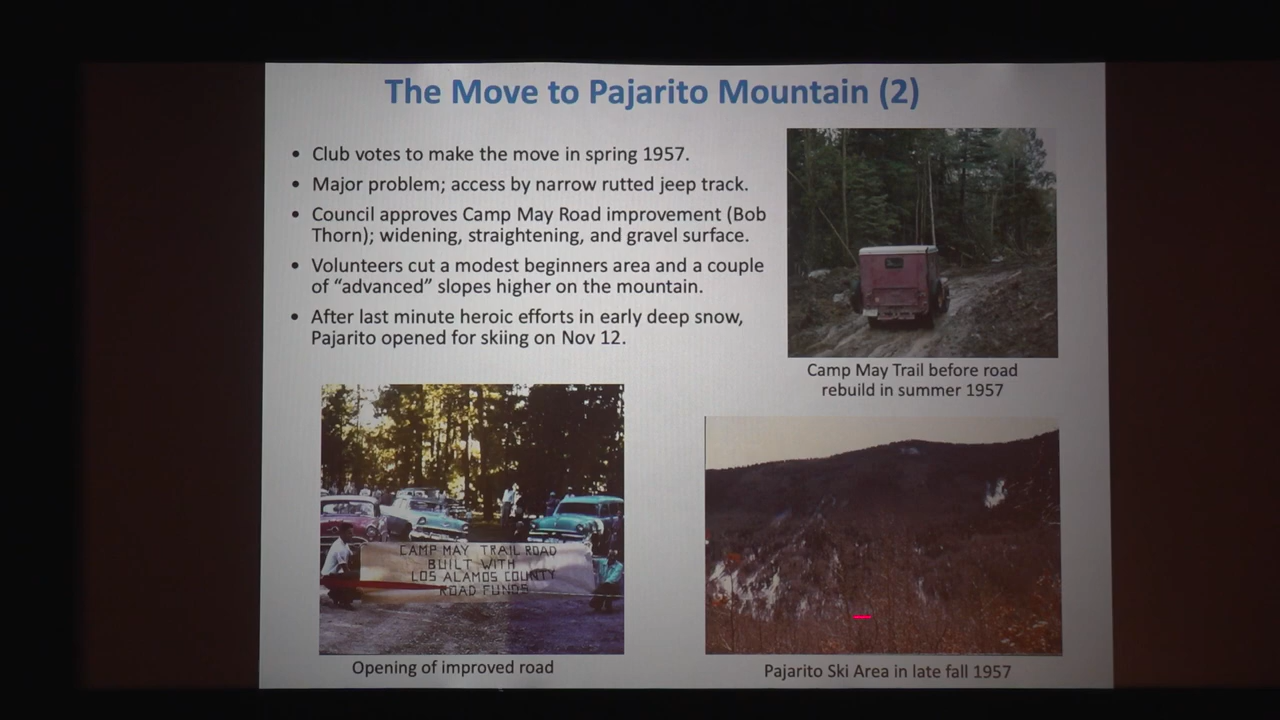 The Move to Pajarito Mountain (2)
• Club votes to make the move in spring 1957.
• Major problem; access by narrow rutted jeep track.
• Council approves Camp May Road improvement (Bob
Thorn); widening, straightening, and gravel surface.
• Volunteers cut a modest beginners area and a couple
of “advanced” slopes higher on the mountain.
• After last minute heroic efforts in early deep snow,
Pajarito opened for skiing on Nov 12.
Camp May Trail before road
rebuild in summer 1957
CAMP MAY TRAIL ROAD
BUILT WITH
LOS ALAMOS COUNTY
ROAD FUNDS
Opening of improved road
Pajarito Ski Area in late fall 1957